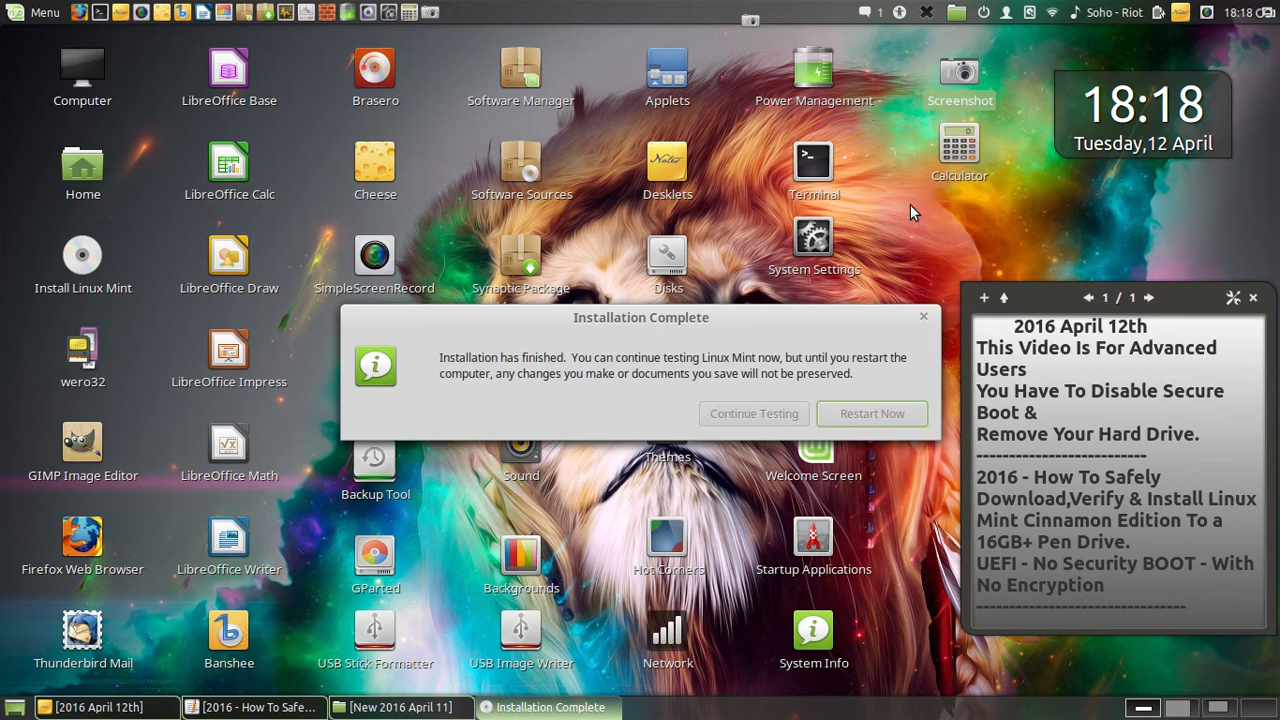 Menu
1
Soho - Riot
18:18
Computer
LibreOffice Base
Brasero
Software Manager
Applets
Power Management -
Screenshot
18:18
Tuesday,12 April
Home
LibreOffice Calc
Cheese
Software Sources
Notes
Desklets
Terminal
Calculator
Install Linux Mint
LibreOffice Draw
SimpleScreenRecord
Synaptic Package
Disks
System Settings
1 / 1
Installation Complete
Installation has finished. You can continue testing Linux Mint now, but until you restart the
computer, any changes you make or documents you save will not be preserved.
Continue Testing
Restart Now
2016 April 12th
This Video Is For Advanced
Users
You Have To Disable Secure
Boot &
Remove Your Hard Drive.
--------------------------
2016 - How To Safely
Download,Verify & Install Linux
Mint Cinnamon Edition To a
16GB+ Pen Drive.
UEFI - No Security BOOT - With
No Encryption
--------------------------------
wero32
LibreOffice Impress
GIMP Image Editor
LibreOffice Math
Backup Tool
Sound
Themes
Welcome Screen
Firefox Web Browser
LibreOffice Writer
GParted
Backgrounds
Hot Corners
Startup Applications
Thunderbird Mail
Banshee
USB Stick Formatter
USB Image Writer
Network
System Info
[2016 April 12th]
[2016 - How To Safe...
[New 2016 April 11]
Installation Complete